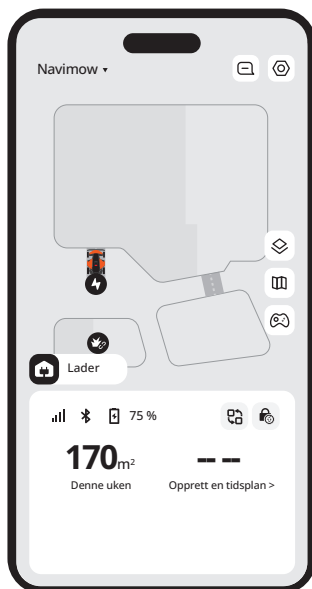 Navimow
Lader
75 %
170m²
-- --
Denne uken
Opprett en tidsplan >